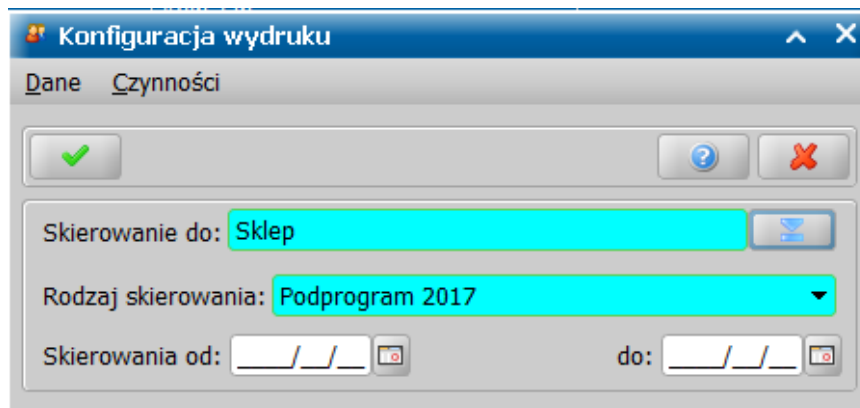 Konfiguracja wydruku
Dane Czynności
Skierowanie do: Sklep
Rodzaj skierowania: Podprogram 2017
Skierowania od: ____/__/__ do: ____/__/__